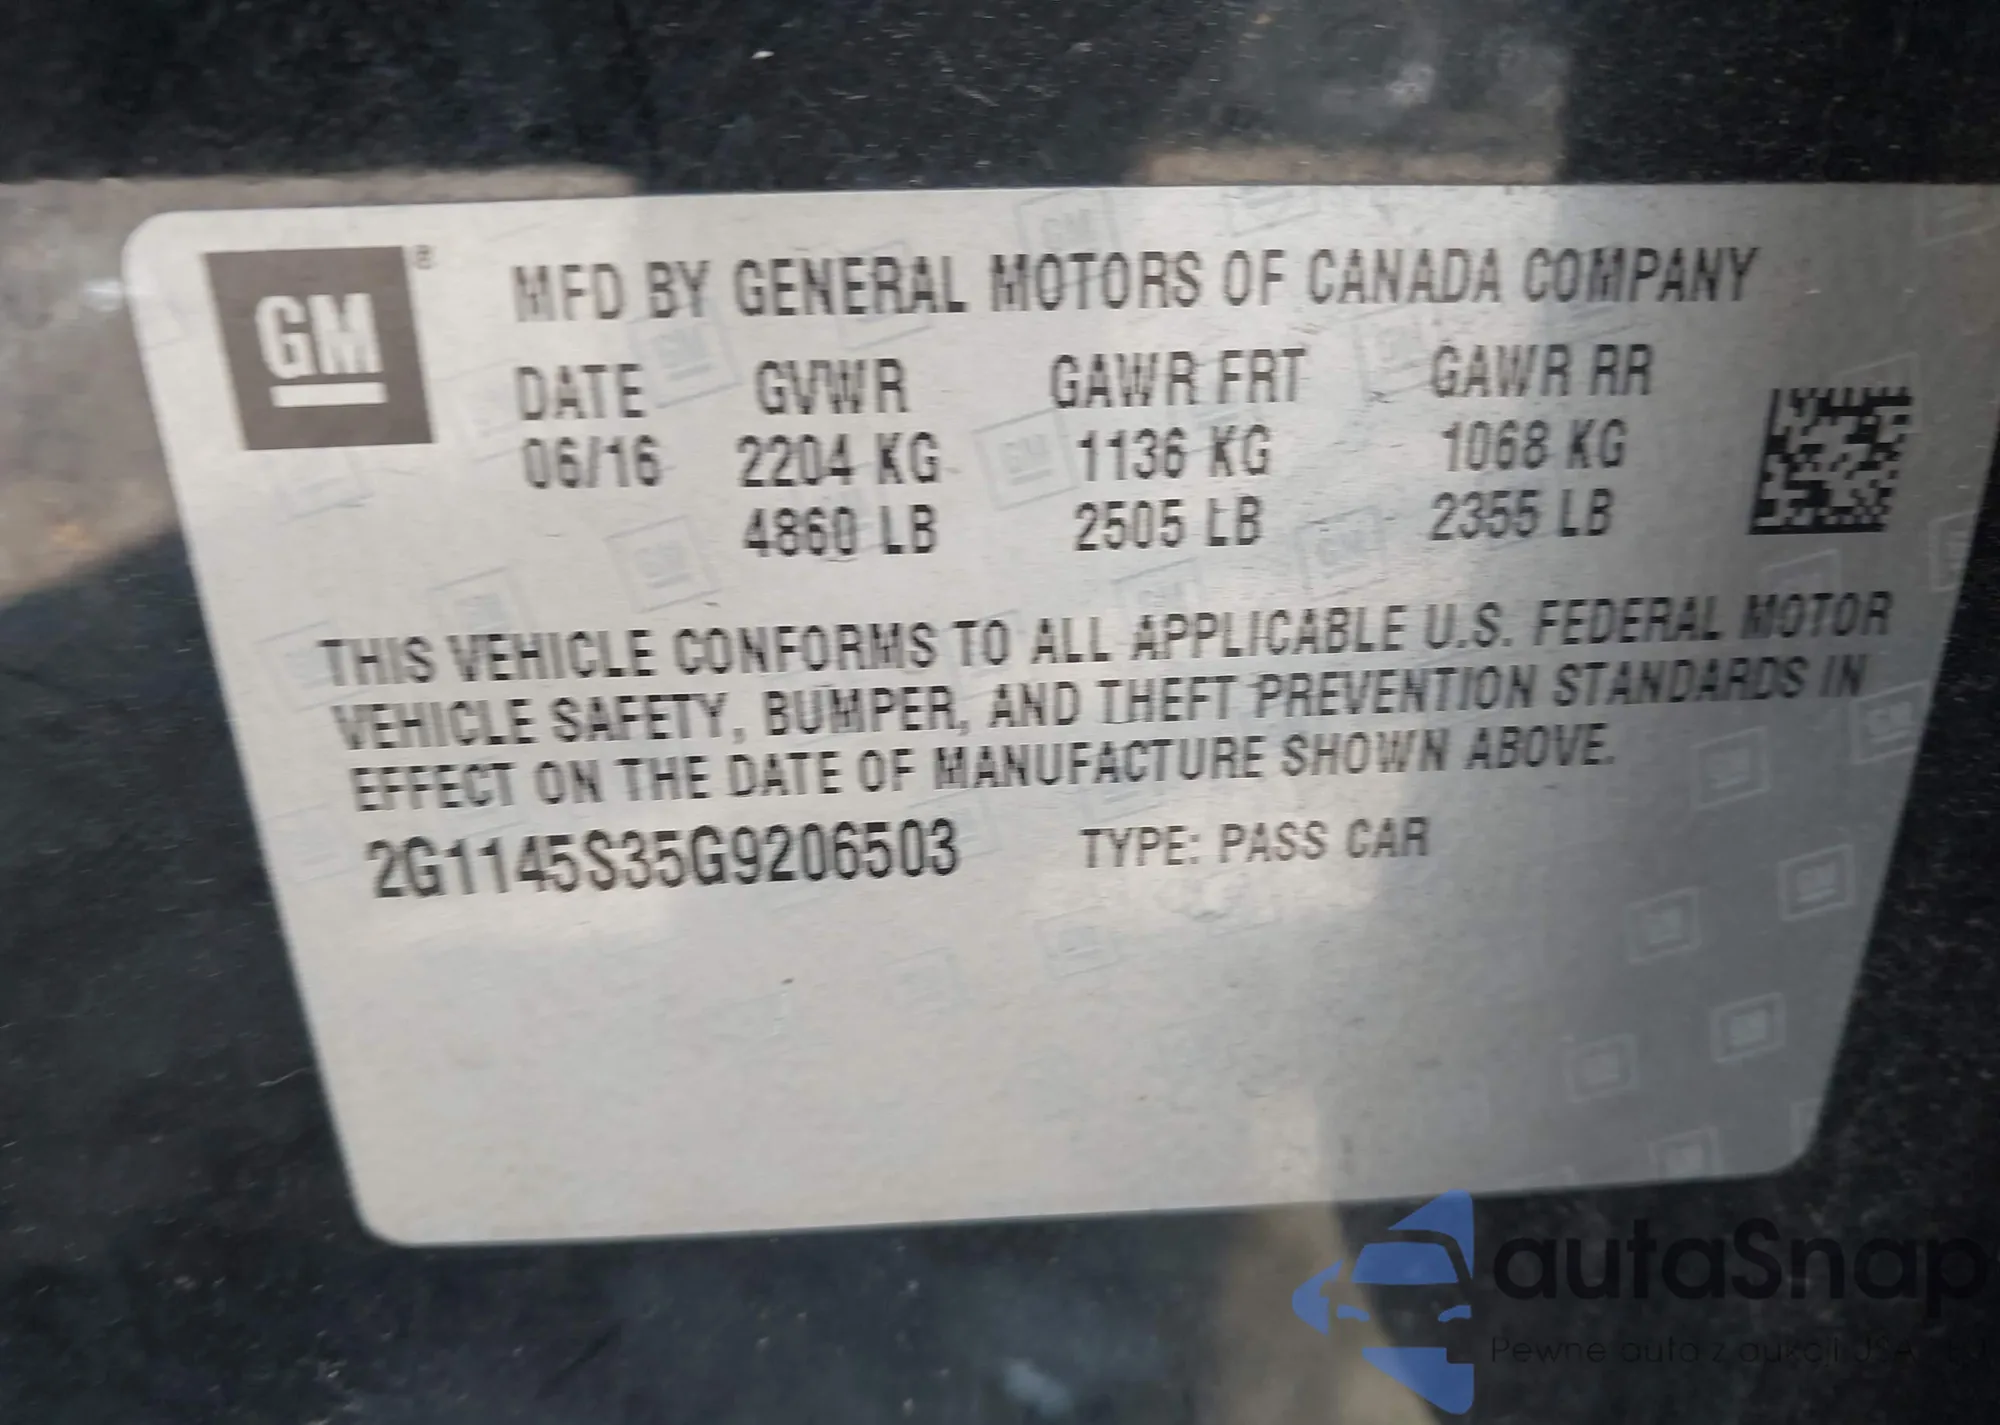 GM ®
MFD BY GENERAL MOTORS OF CANADA COMPANY
DATE GVWR GAWR FRT GAWR RR
06/16 2204 KG 1136 KG 1068 KG
4860 LB 2505 LB 2355 LB
THIS VEHICLE CONFORMS TO ALL APPLICABLE U.S. FEDERAL MOTOR
VEHICLE SAFETY, BUMPER, AND THEFT PREVENTION STANDARDS IN
EFFECT ON THE DATE OF MANUFACTURE SHOWN ABOVE.
2G1145S35G9206503 TYPE: PASS CAR
autaSnap
Pewne auta z aukcji